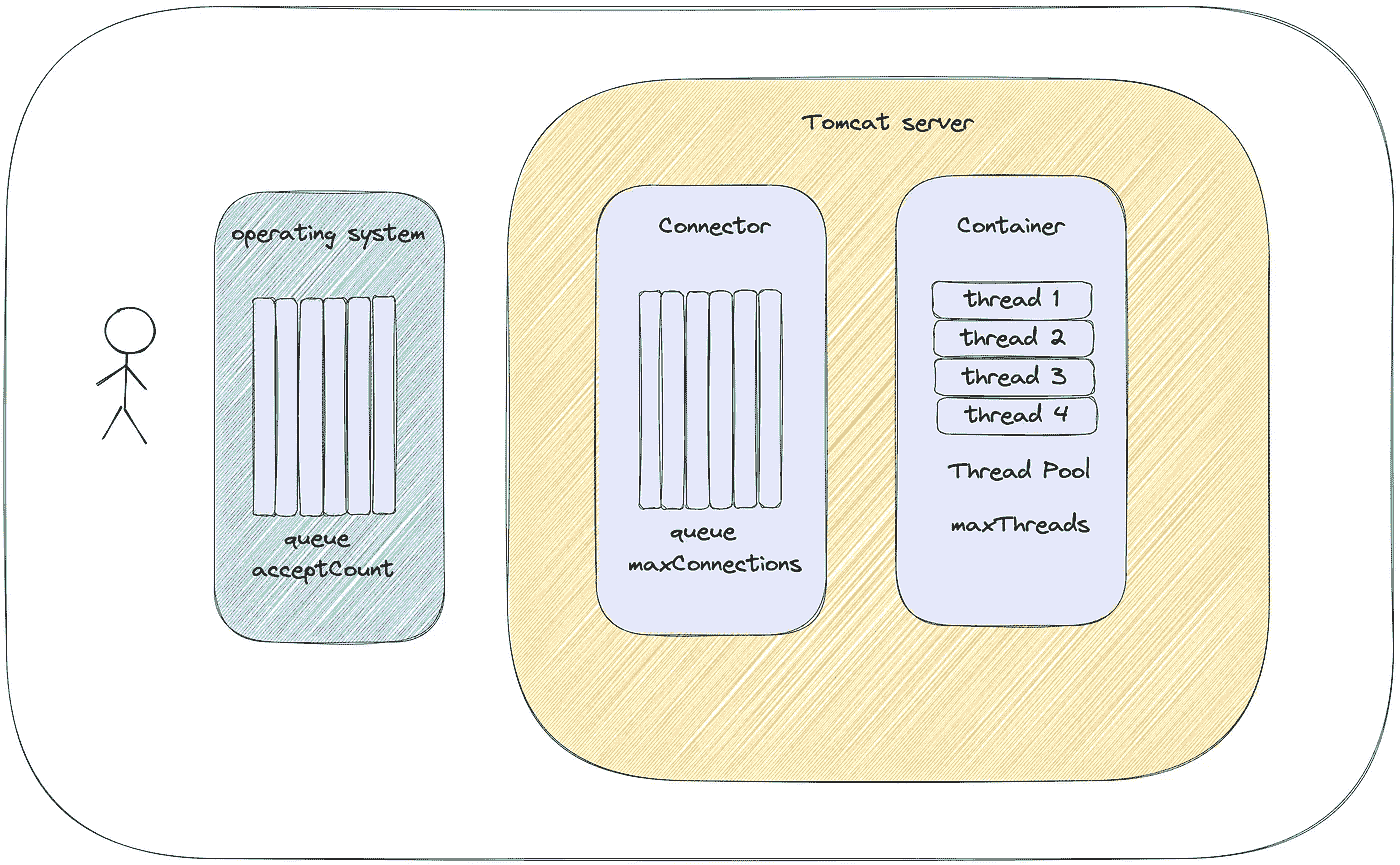 Tomcat server
operating system
queue
acceptCount
Connector
queue
maxConnections
Container
thread 1
thread 2
thread 3
thread 4
Thread Pool
maxThreads